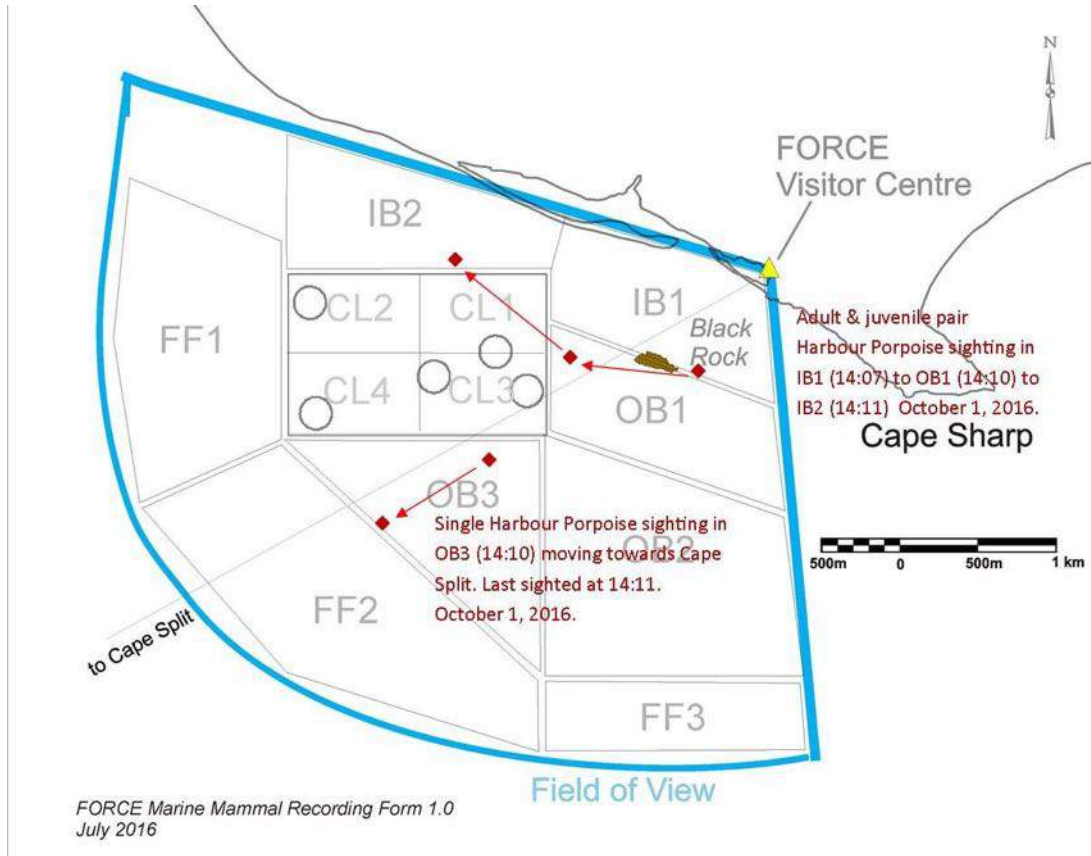 N
FORCE
Visitor Centre
IB2
IB1
CL2
CL1
FF1
Black
Rock
Adult & juvenile pair
Harbour Porpoise sighting in
IB1 (14:07) to OB1 (14:10) to
IB2 (14:11)  October 1, 2016.
CL4
CL3
OB1
Cape Sharp
OB3
Single Harbour Porpoise sighting in
OB3 (14:10) moving towards Cape
Split. Last sighted at 14:11.
October 1, 2016.
OB2
500m 0 500m 1 km
FF2
to Cape Split
FF3
Field of View
FORCE Marine Mammal Recording Form 1.0
July 2016